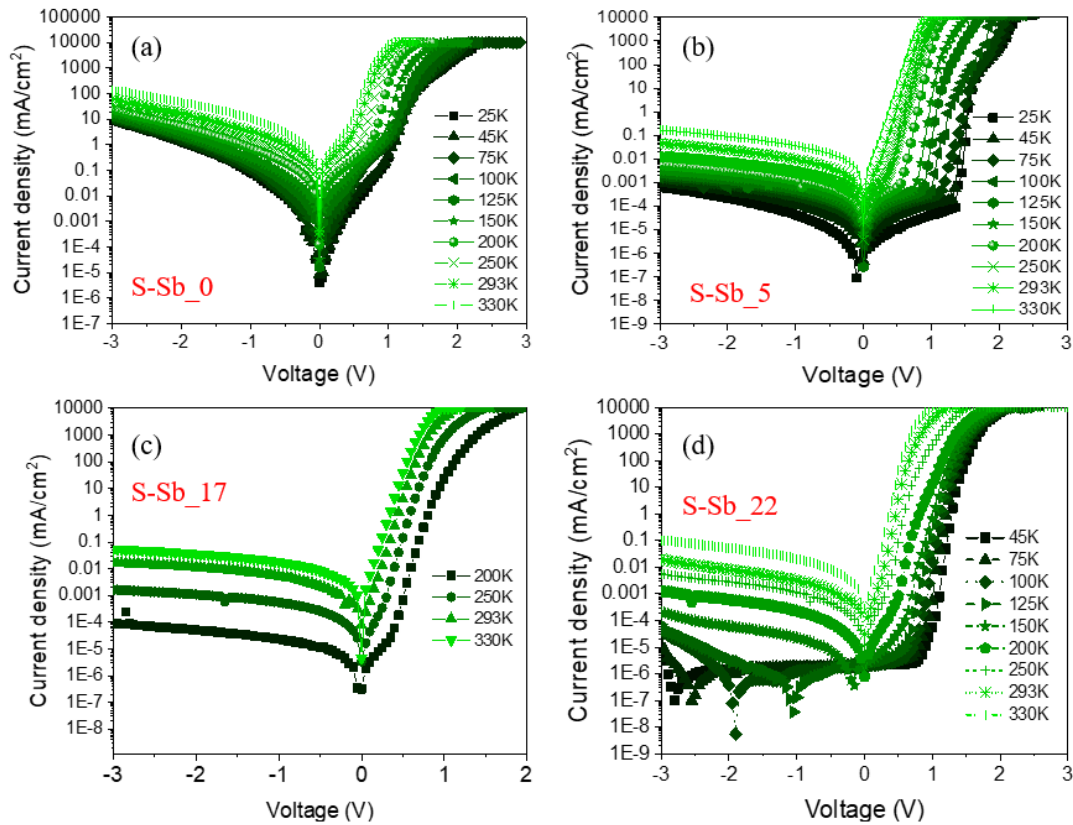 (a)
Current density (mA/cm²)
100000
10000
1000
100
10
1
0.1
0.01
0.001
1E-4
1E-5
1E-6
1E-7
S-Sb_0
25K
45K
75K
100K
125K
150K
200K
250K
293K
330K
-3 -2 -1 0 1 2 3
Voltage (V)
(b)
Current density (mA/cm²)
10000
1000
100
10
1
0.1
0.01
0.001
1E-4
1E-5
1E-6
1E-7
1E-8
1E-9
S-Sb_5
25K
45K
75K
100K
125K
150K
200K
250K
293K
330K
-3 -2 -1 0 1 2 3
Voltage (V)
(c)
Current density (mA/cm²)
10000
1000
100
10
1
0.1
0.01
0.001
1E-4
1E-5
1E-6
1E-7
1E-8
S-Sb_17
200K
250K
293K
330K
-3 -2 -1 0 1 2
Voltage (V)
(d)
Current density (mA/cm²)
10000
1000
100
10
1
0.1
0.01
0.001
1E-4
1E-5
1E-6
1E-7
1E-8
1E-9
S-Sb_22
45K
75K
100K
125K
150K
200K
250K
293K
330K
-3 -2 -1 0 1 2 3
Voltage (V)